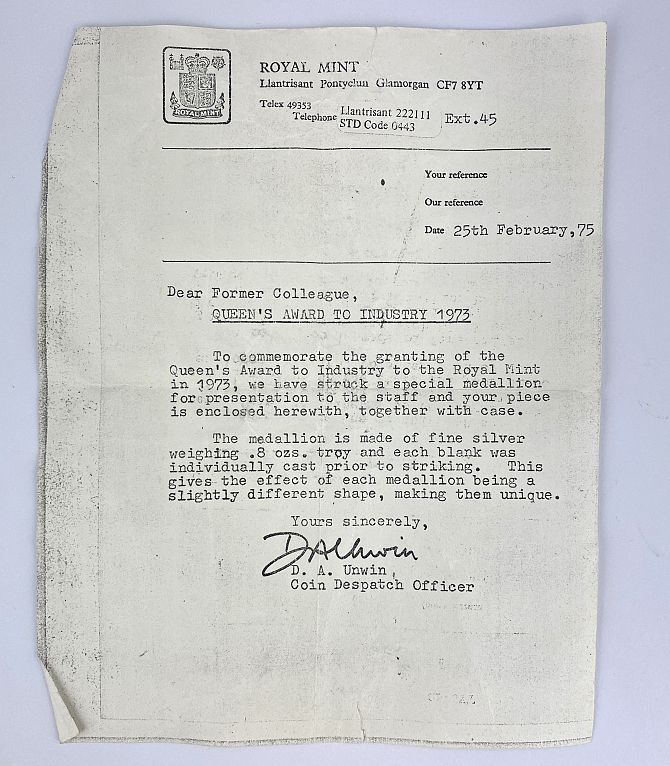 ROYAL MINT
ROYAL MINT
Llantrisant Pontyclun Glamorgan CF7 8YT
Telex 49353
Telephone Llantrisant 222111
STD Code 0443
Ext.45
Your reference
Our reference
Date 25th February,75
Dear Former Colleague,
QUEEN'S AWARD TO INDUSTRY 1973
To commemorate the granting of the
Queen's Award to Industry to the Royal Mint
in 1973, we have struck a special medallion
for presentation to the staff and your piece
is enclosed herewith, together with case.
The medallion is made of fine silver
weighing .8 ozs. troy and each blank was
individually cast prior to striking. This
gives the effect of each medallion being a
slightly different shape, making them unique.
Yours sincerely,
D A Unwin
D. A. Unwin,
Coin Despatch Officer